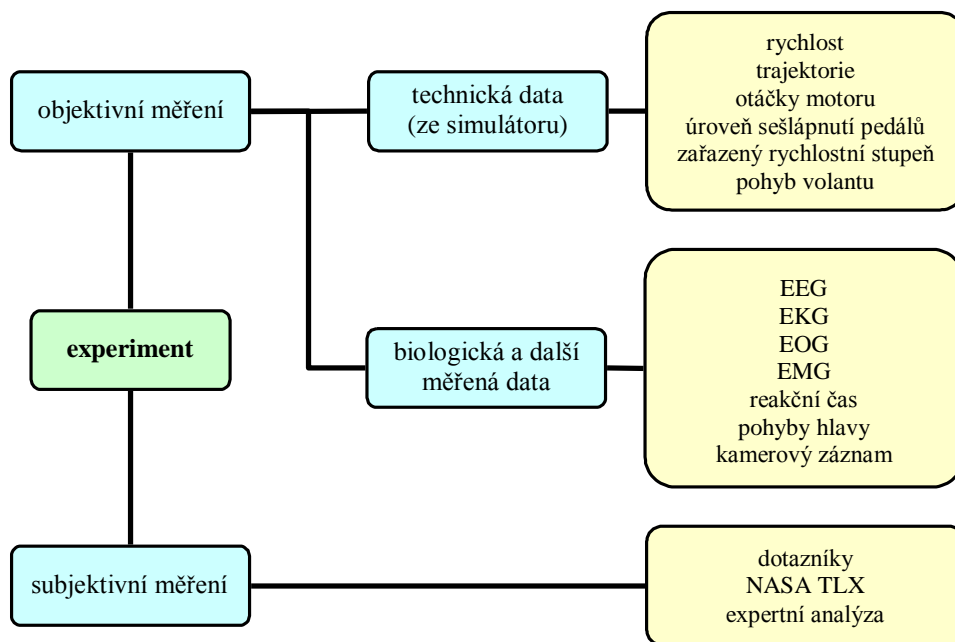 objektivní měření
technická data
(ze simulátoru)
rychlost
trajektorie
otáčky motoru
úroveň sešlápnutí pedálů
zařazený rychlostní stupeň
pohyb volantu
experiment
biologická a další
měřená data
EEG
EKG
EOG
EMG
reakční čas
pohyby hlavy
kamerový záznam
subjektivní měření
dotazníky
NASA TLX
expertní analýza